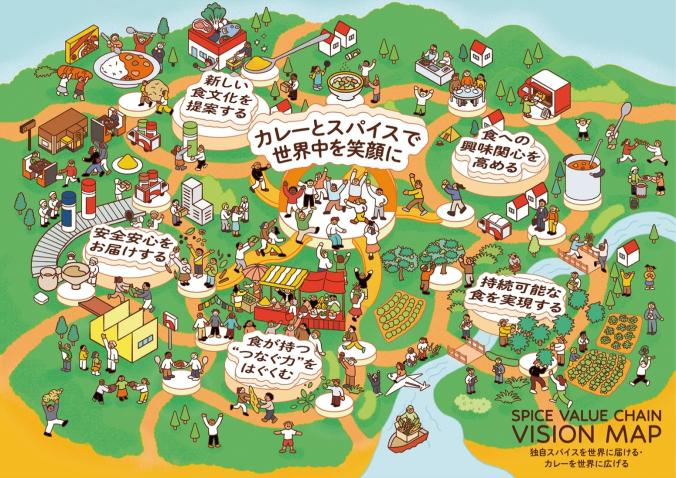 新しい
食文化を
提案する
カレーとスパイスで
世界中を笑顔に
食への
興味関心を
高める
安全安心を
お届けする
持続可能な
食を実現する
食が持つ
“つなぐ力”を
はぐくむ
SPICE VALUE CHAIN
VISION MAP
独自スパイスを世界に届ける・
カレーを世界に広げる